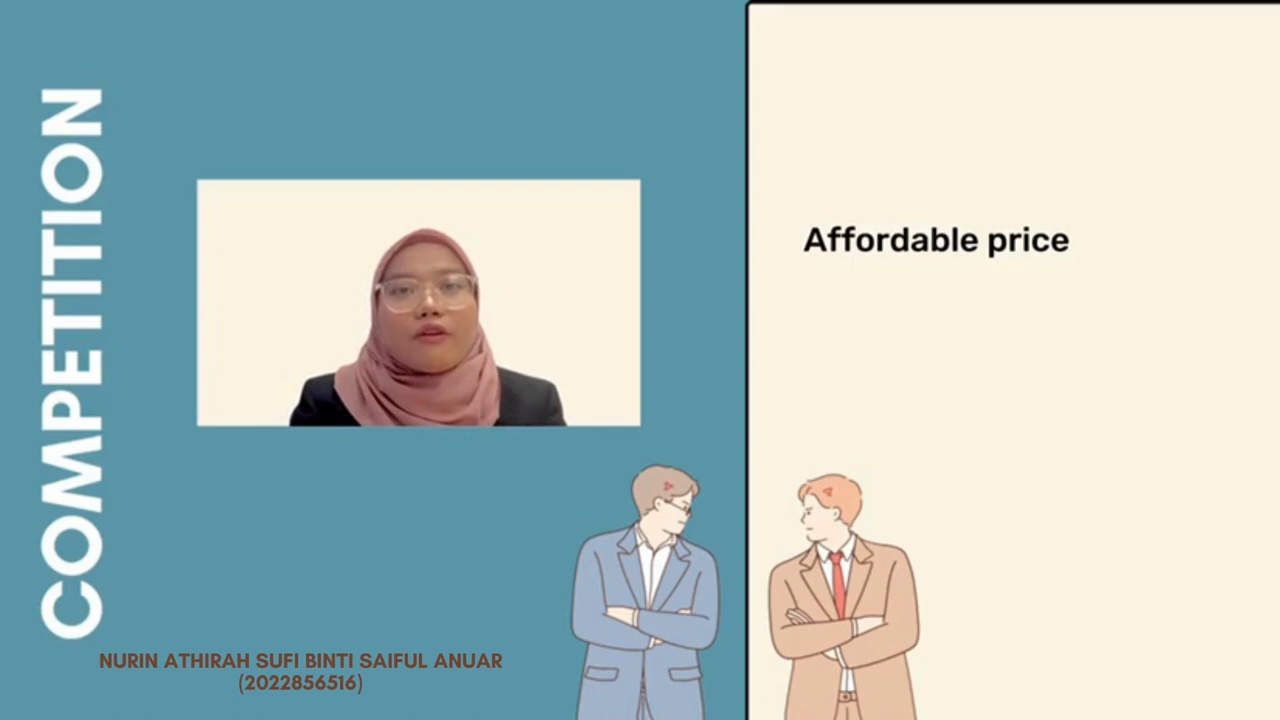 COMPETITION
Affordable price
NURIN ATHIRAH SUFI BINTI SAIFUL ANUAR
(2022856516)